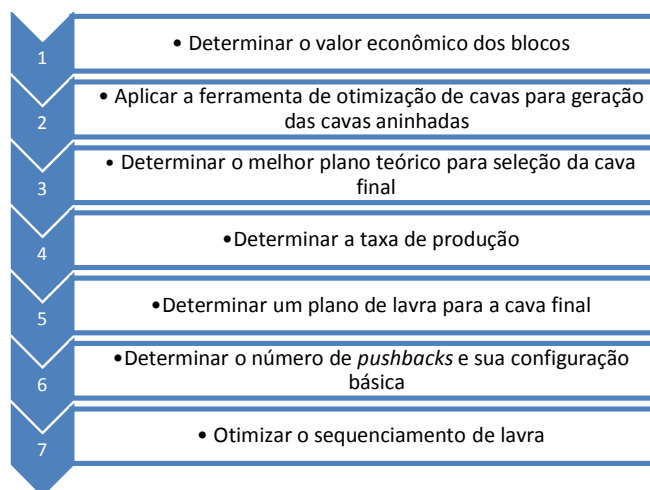 1
• Determinar o valor econômico dos blocos
2
• Aplicar a ferramenta de otimização de cavas para geração
das cavas aninhadas
3
• Determinar o melhor plano teórico para seleção da cava
final
4
•Determinar a taxa de produção
5
•Determinar um plano de lavra para a cava final
6
•Determinar o número de pushbacks e sua configuração
básica
7
• Otimizar o sequenciamento de lavra